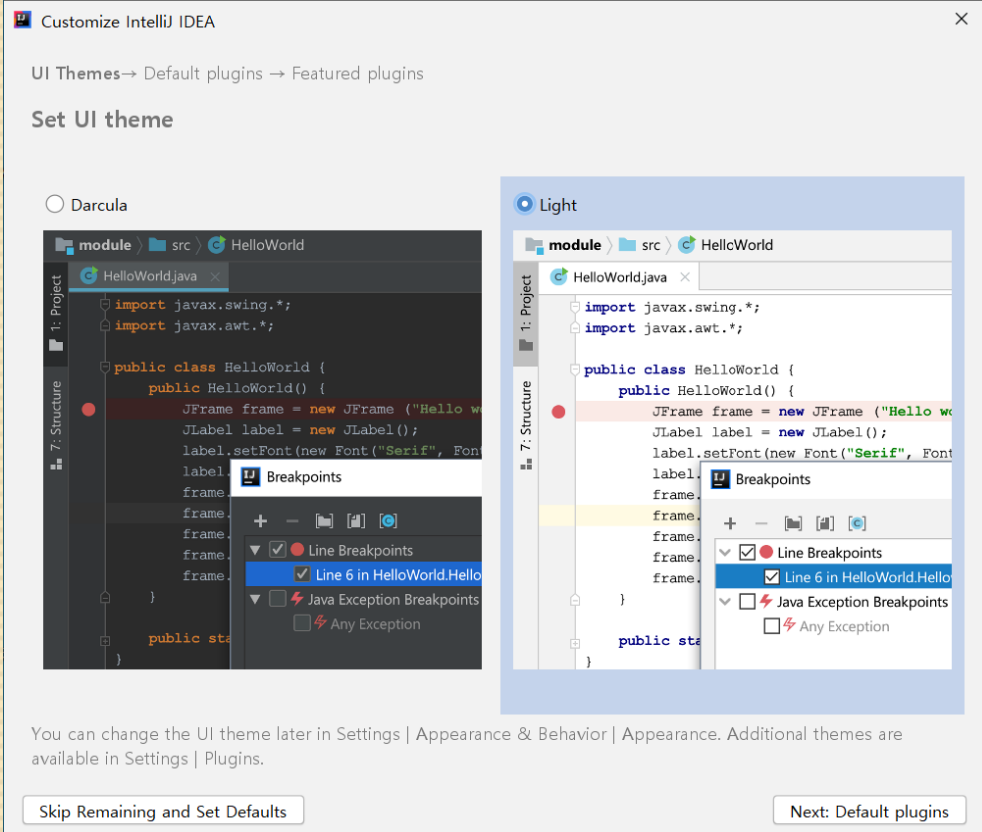 Customize IntelliJ IDEA
UI Themes→ Default plugins → Featured plugins
Set UI theme
Darcula
module src HelloWorld
HelloWorld.java
1: Project
7: Structure
import javax.swing.*;
import javax.awt.*;
public class HelloWorld {
public HelloWorld() {
JFrame frame = new JFrame ("Hello wo
JLabel label = new JLabel();
label.setFont(new Font("Serif", Font
label.
frame.
frame.
frame.
frame.
frame.
}
public sta
}
Breakpoints
Line Breakpoints
Line 6 in HelloWorld.Hello
Java Exception Breakpoints
Any Exception
Light
module src HelloWorld
HelloWorld.java
1: Project
7: Structure
import javax.swing.*;
import javax.awt.*;
public class HelloWorld {
public HelloWorld() {
JFrame frame = new JFrame ("Hello wo
JLabel label = new JLabel();
label.setFont(new Font("Serif", Font
label.
frame.
frame.
frame.
frame.
frame.
}
public sta
}
Breakpoints
Line Breakpoints
Line 6 in HelloWorld.Hello
Java Exception Breakpoints
Any Exception
You can change the UI theme later in Settings | Appearance & Behavior | Appearance. Additional themes are
available in Settings | Plugins.
Skip Remaining and Set Defaults
Next: Default plugins